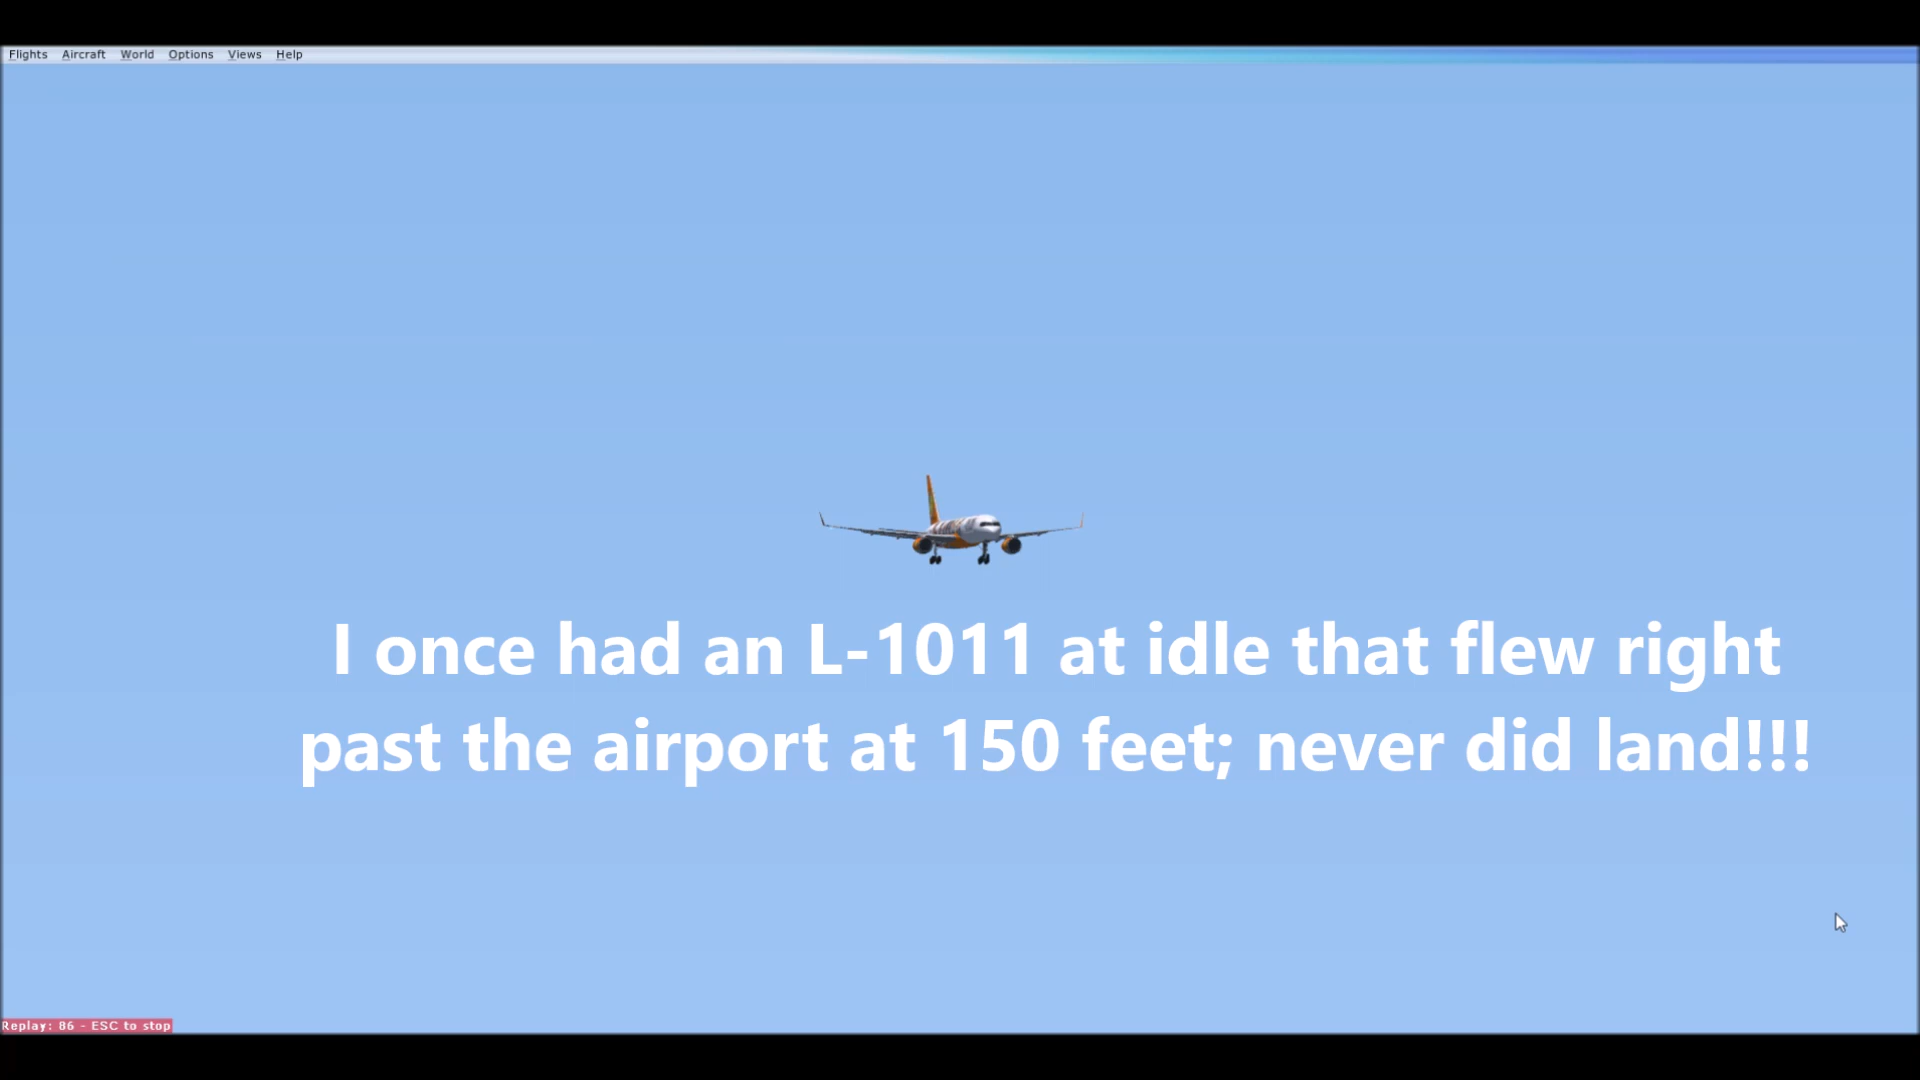 Flights Aircraft World Options Views Help
I once had an L-1011 at idle that flew right
past the airport at 150 feet; never did land!!!
Replay: 86 - ESC to stop